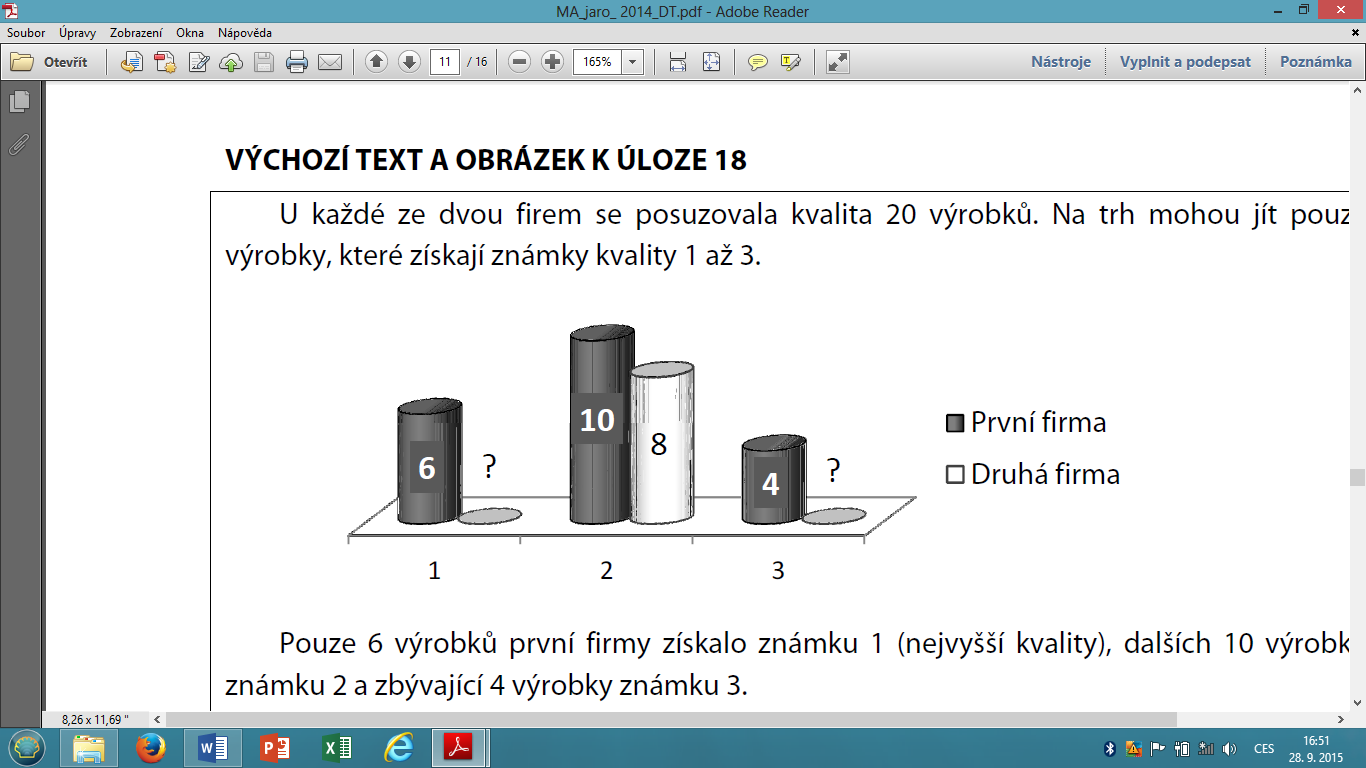 MA_jaro_ 2014_DT.pdf - Adobe Reader
Soubor Úpravy Zobrazení Okna Nápověda
Otevřít 11 / 16 165% Nástroje Vyplnit a podepsat Poznámka
VÝCHOZÍ TEXT A OBRÁZEK K ÚLOZE 18
U každé ze dvou firem se posuzovala kvalita 20 výrobků. Na trh mohou jít pouz
výrobky, které získají známky kvality 1 až 3.
10
8
6 ?
4 ?
První firma
Druhá firma
1 2 3
Pouze 6 výrobků první firmy získalo známku 1 (nejvyšší kvality), dalších 10 výrobk
známku 2 a zbývající 4 výrobky známku 3.
8,26 x 11,69 "
CES
16:51
28. 9. 2015